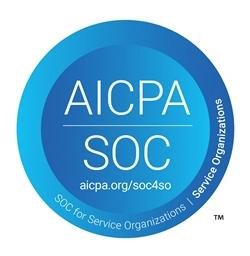 AICPA
SOC
aicpa.org/soc4so
SOC for Service Organizations | Service Organizations
TM